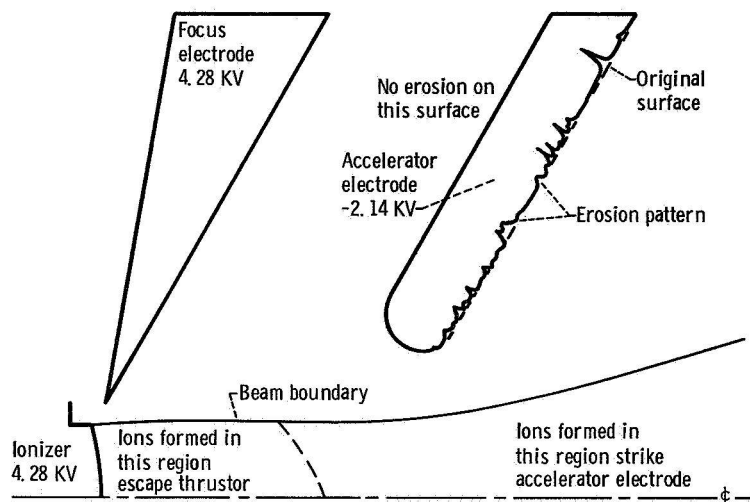 Focus
electrode
4.28 KV
No erosion on
this surface
Original
surface
Accelerator
electrode
-2.14 KV
Erosion pattern
Beam boundary
Ionizer
4.28 KV
Ions formed in
this region
escape thrustor
Ions formed in
this region strike
accelerator electrode
℄